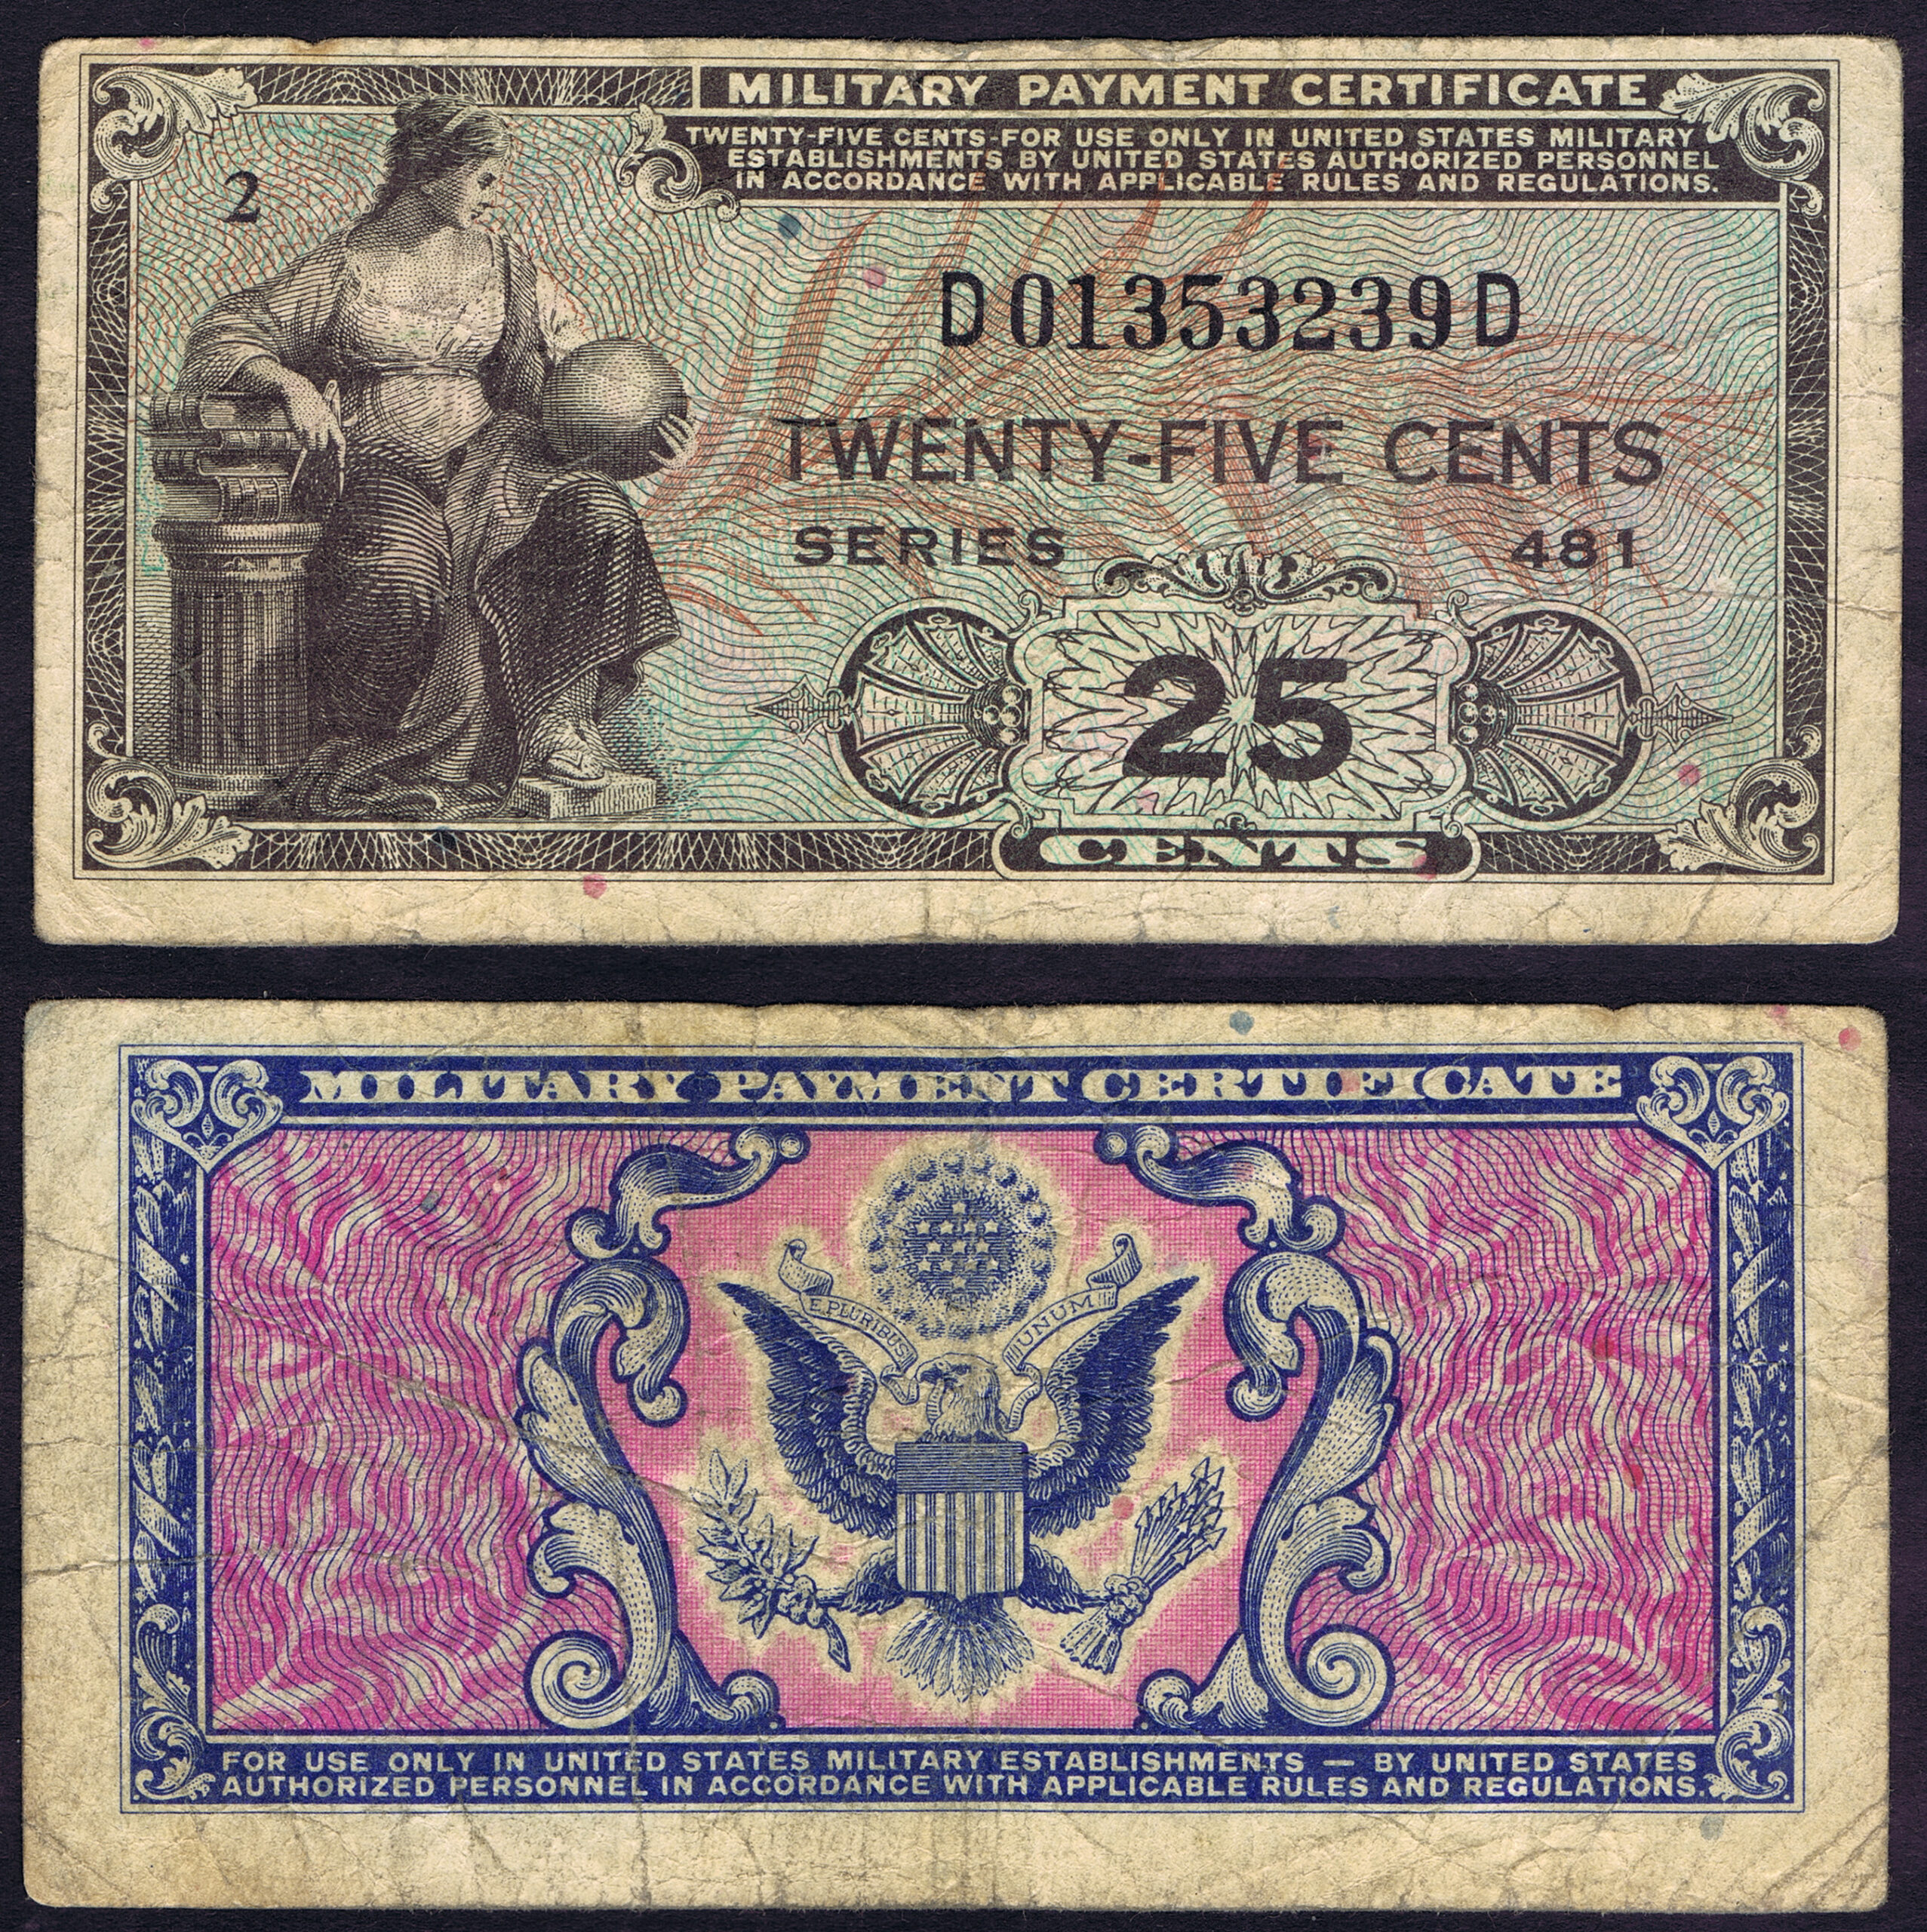 MILITARY PAYMENT CERTIFICATE
TWENTY-FIVE CENTS-FOR USE ONLY IN UNITED STATES MILITARY
ESTABLISHMENTS BY UNITED STATES AUTHORIZED PERSONNEL
IN ACCORDANCE WITH APPLICABLE RULES AND REGULATIONS.
2
D01353239D
TWENTY-FIVE CENTS
SERIES 481
25
CENTS
MILITARY PAYMENT CERTIFICATE
E PLURIBUS UNUM
FOR USE ONLY IN UNITED STATES MILITARY ESTABLISHMENTS — BY UNITED STATES
AUTHORIZED PERSONNEL IN ACCORDANCE WITH APPLICABLE RULES AND REGULATIONS.